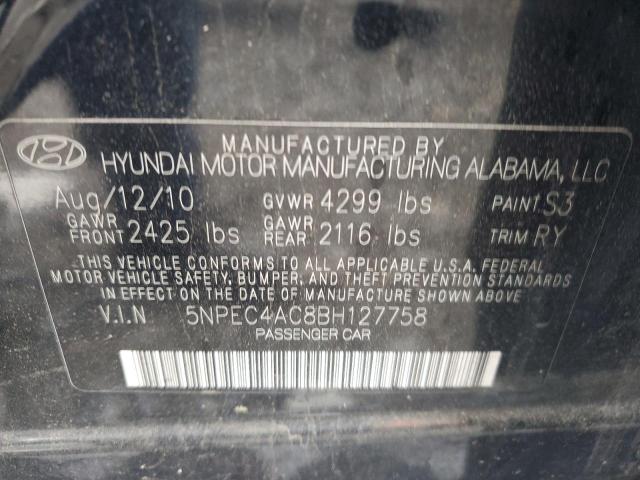 MANUFACTURED BY
HYUNDAI MOTOR MANUFACTURING ALABAMA, LLC
Aug/12/10 GVWR 4299 lbs PAINT S3
GAWR FRONT 2425 lbs GAWR REAR 2116 lbs TRIM RY
THIS VEHICLE CONFORMS TO ALL APPLICABLE U.S.A. FEDERAL
MOTOR VEHICLE SAFETY, BUMPER, AND THEFT PREVENTION STANDARDS
IN EFFECT ON THE DATE OF MANUFACTURE SHOWN ABOVE
V.I.N 5NPEC4AC8BH127758
PASSENGER CAR